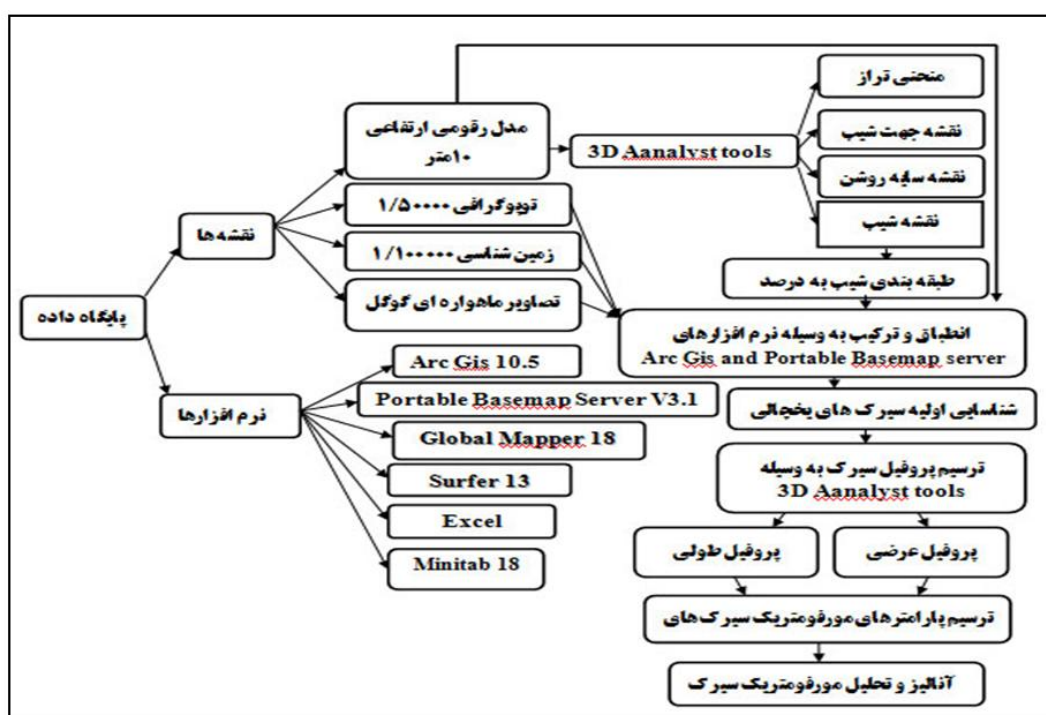 پایگاه داده
نقشه‌ها
نرم افزارها
مدل رقومی ارتفاعی
۱۰متر
توپوگرافی ۱/۵۰۰۰۰
زمین شناسی ۱/۱۰۰۰۰۰
تصاویر ماهواره ای گوگل
Arc Gis 10.5
Portable Basemap Server V3.1
Global Mapper 18
Surfer 13
Excel
Minitab 18
3D Aanalyst tools
منحنی تراز
نقشه جهت شیب
نقشه سایه روشن
نقشه شیب
طبقه بندی شیب به درصد
انطباق و ترکیب به وسیله نرم افزارهای
Arc Gis and Portable Basemap server
شناسایی اولیه سیرک های یخچالی
ترسیم پروفیل سیرک به وسیله
3D Aanalyst tools
پروفیل عرضی
پروفیل طولی
ترسیم پارامترهای مورفومتریک سیرک‌های
آنالیز و تحلیل مورفومتریک سیرک